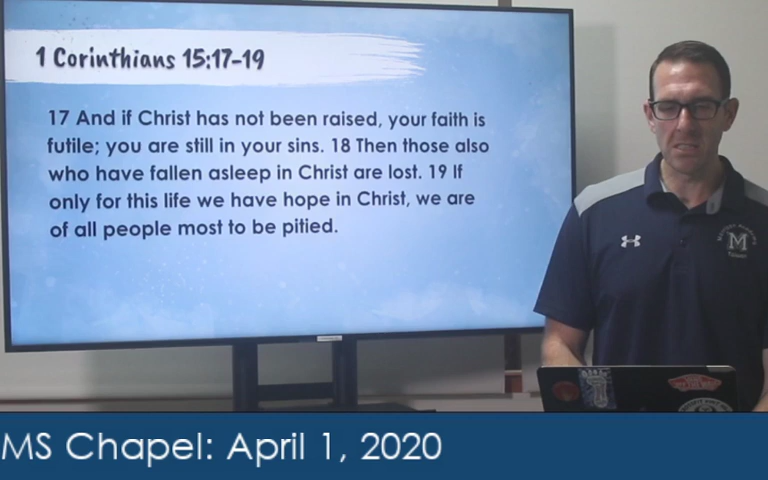 1 Corinthians 15:17-19
17 And if Christ has not been raised, your faith is
futile; you are still in your sins. 18 Then those also
who have fallen asleep in Christ are lost. 19 If
only for this life we have hope in Christ, we are
of all people most to be pitied.
M
MS Chapel: April 1, 2020